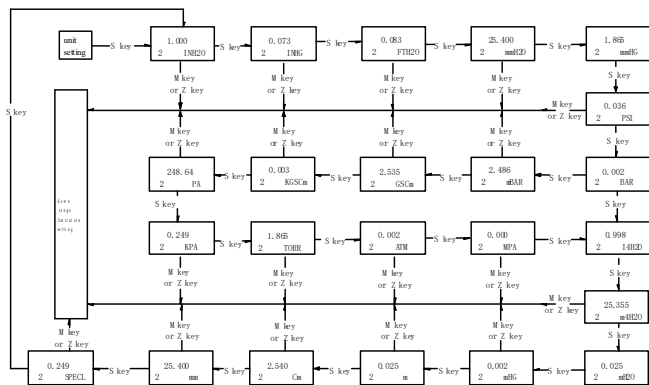 S key
unit
setting
S key
1.000
2 INH2O
S key
0.073
2 INHG
S key
0.083
2 FTH2O
S key
25.400
2 mmH2O
S key
1.865
2 mmHG
S key
M key
or Z key
M key
or Z key
M key
or Z key
M key
or Z key
S key
M key
or Z key
0.036
2 PSI
M key
or Z key
M key
or Z key
M key
or Z key
M key
or Z key
S key
248.64
2 PA
S key
0.003
2 KGSCm
S key
2.535
2 GSCm
S key
2.486
2 mBAR
S key
0.002
2 BAR
S key
down
range
limitation
setting
0.249
2 KPA
S key
1.865
2 TORR
S key
0.002
2 ATM
S key
0.000
2 MPA
S key
0.998
2 I4H2O
M key
or Z key
M key
or Z key
M key
or Z key
M key
or Z key
S key
M key
or Z key
25.355
2 m4H2O
M key
or Z key
M key
or Z key
M key
or Z key
M key
or Z key
M key
or Z key
S key
0.249
2 SPECL
S key
25.400
2 mm
S key
2.540
2 Cm
S key
0.025
2 m
S key
0.002
2 mHG
S key
0.025
2 mH2O